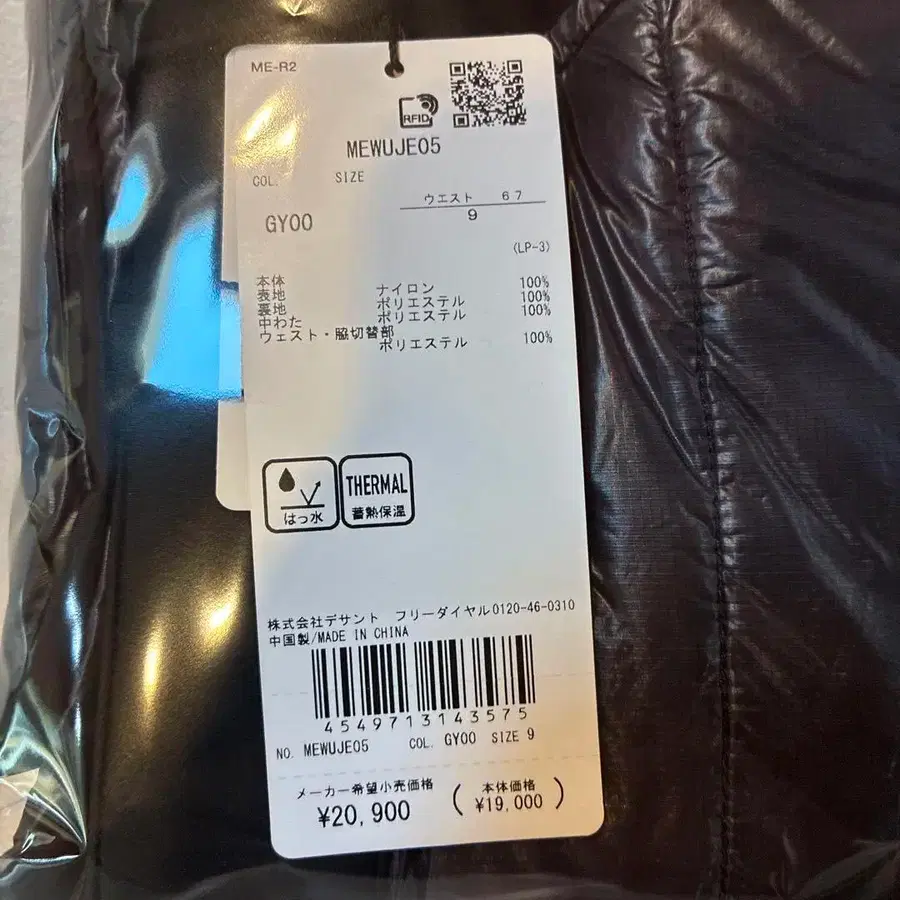 ME-R2
RFID
MEWUJE05
COL. SIZE
ウエスト 67
GY00 9
(LP-3)
本体
表地 ナイロン 100%
裏地 ポリエステル 100%
中わた ポリエステル 100%
ウェスト・脇切替部
ポリエステル 100%
はっ水
THERMAL
蓄熱保温
株式会社デサント フリーダイヤル0120-46-0310
中国製/MADE IN CHINA
4549713143575
NO. MEWUJE05 COL. GY00 SIZE 9
メーカー希望小売価格
¥20,900
(本体価格
¥19,000)